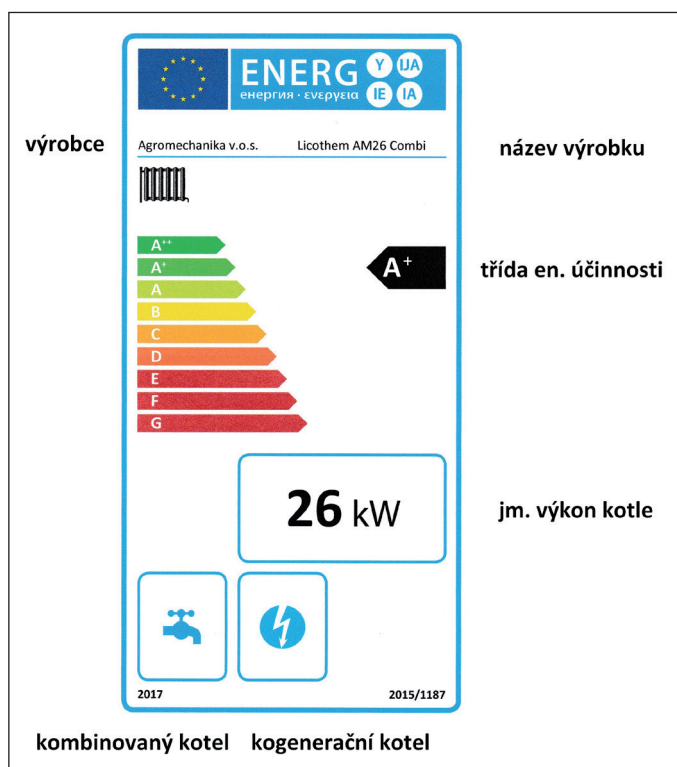 ENERG Y IJA
енергия · ενεργεια IE IA
výrobce Agromechanika v.o.s. Licothem AM26 Combi název výrobku
A++
A+ A+ třída en. účinnosti
A
B
C
D
E
F
G
26 kW jm. výkon kotle
2017 2015/1187
kombinovaný kotel kogenerační kotel